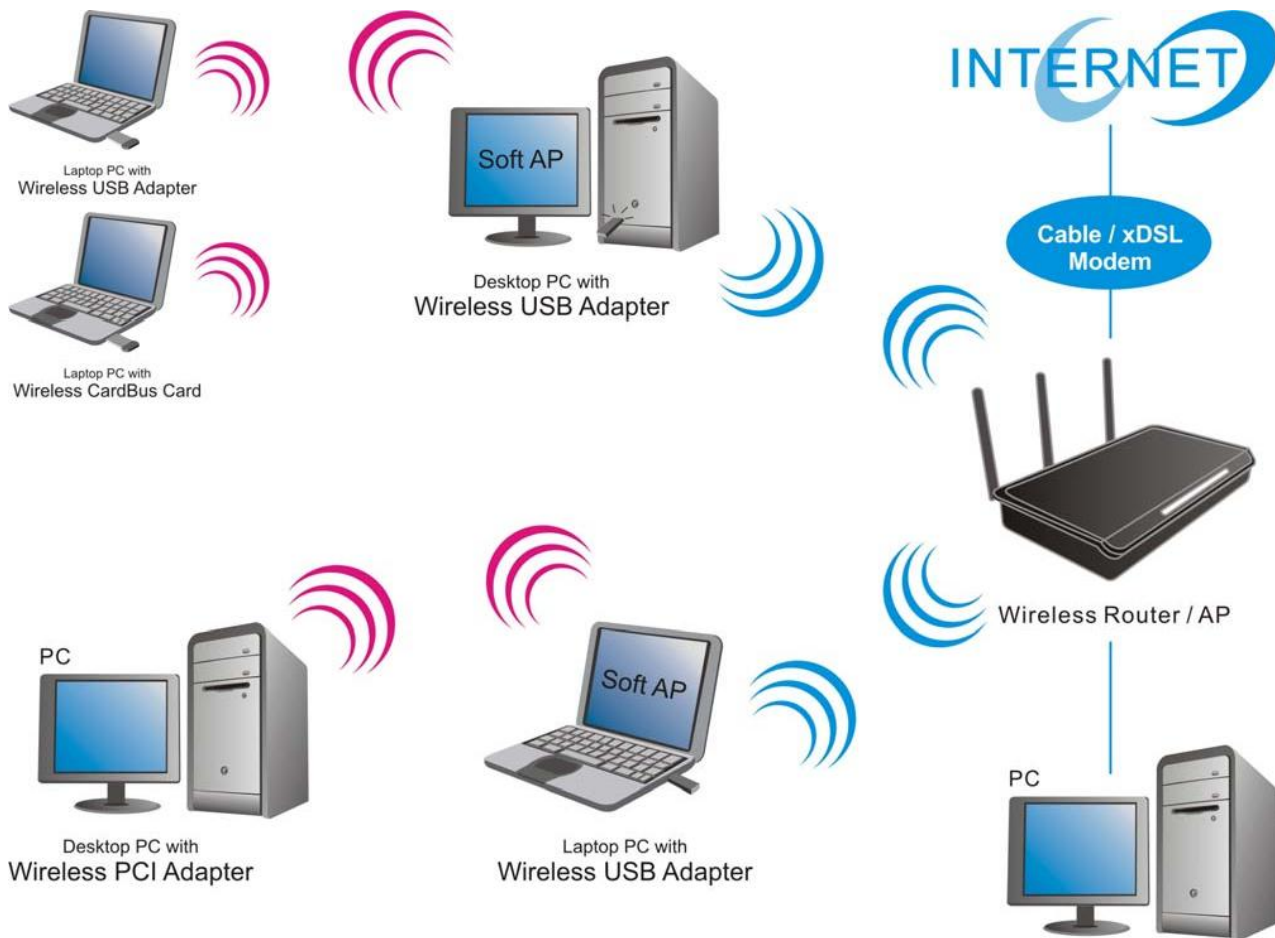 Laptop PC with
Wireless USB Adapter
Laptop PC with
Wireless CardBus Card
Soft AP
Desktop PC with
Wireless USB Adapter
INTERNET
Cable / xDSL
Modem
Wireless Router / AP
PC
Desktop PC with
Wireless PCI Adapter
Soft AP
Laptop PC with
Wireless USB Adapter
PC